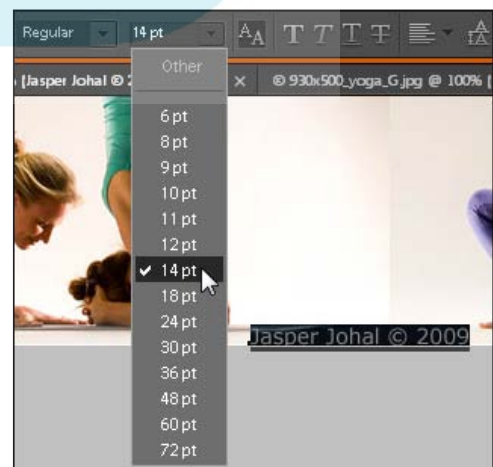 Regular 14 pt AA T T T T
(Jasper Johal © × © 930x500_yoga_G.jpg @ 100% (
Other
6 pt
8 pt
9 pt
10 pt
11 pt
12 pt
14 pt
18 pt
24 pt
30 pt
36 pt
48 pt
60 pt
72 pt
Jasper Johal © 2009